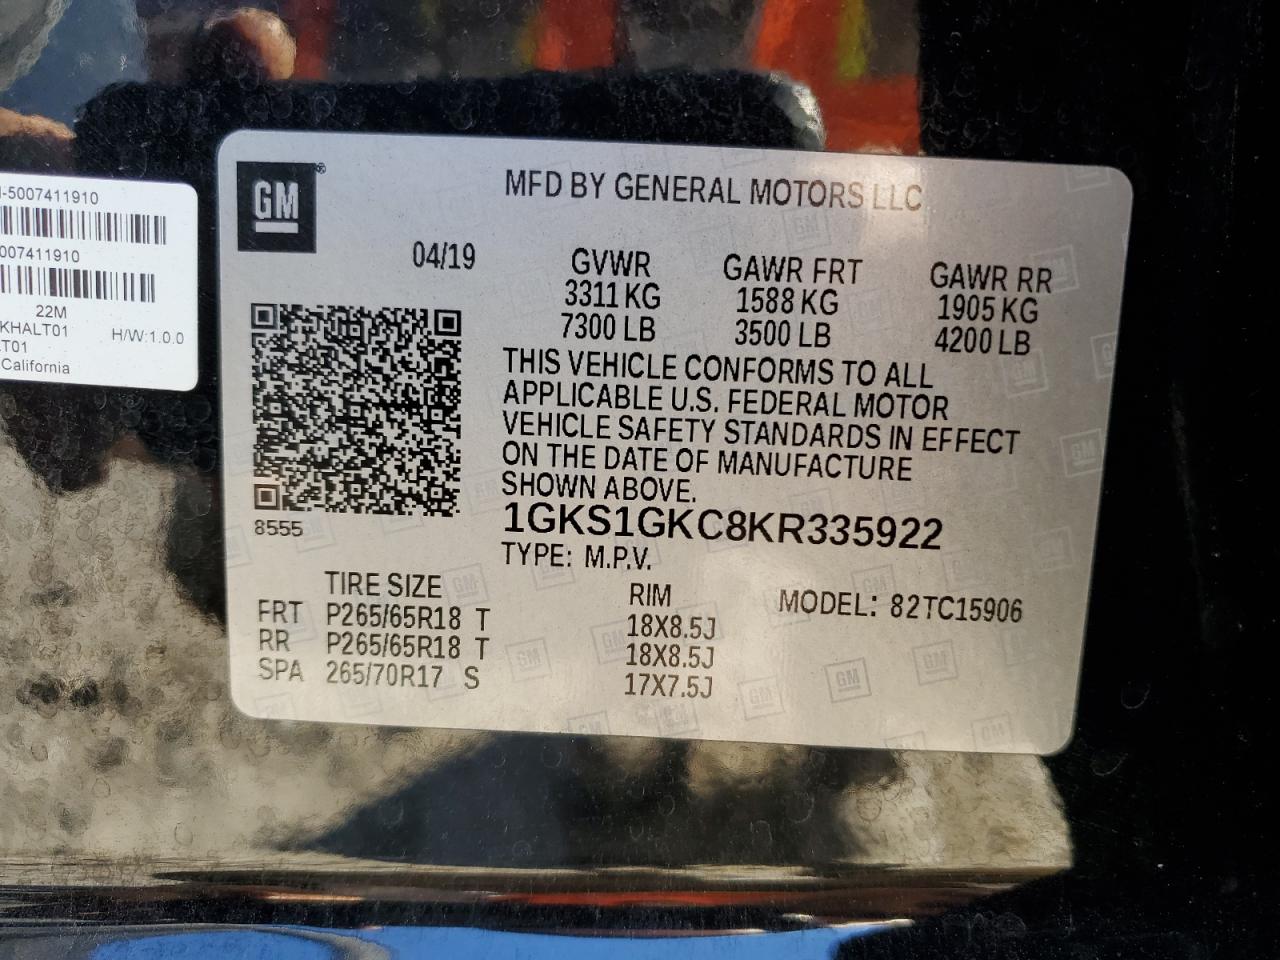 -5007411910
007411910
22M
KHALT01 H/W:1.0.0
LT01
California
GM®
MFD BY GENERAL MOTORS LLC
04/19 GVWR GAWR FRT GAWR RR
3311 KG 1588 KG 1905 KG
7300 LB 3500 LB 4200 LB
THIS VEHICLE CONFORMS TO ALL
APPLICABLE U.S. FEDERAL MOTOR
VEHICLE SAFETY STANDARDS IN EFFECT
ON THE DATE OF MANUFACTURE
SHOWN ABOVE.
8555
1GKS1GKC8KR335922
TYPE: M.P.V.
TIRE SIZE RIM MODEL: 82TC15906
FRT P265/65R18 T 18X8.5J
RR P265/65R18 T 18X8.5J
SPA 265/70R17 S 17X7.5J